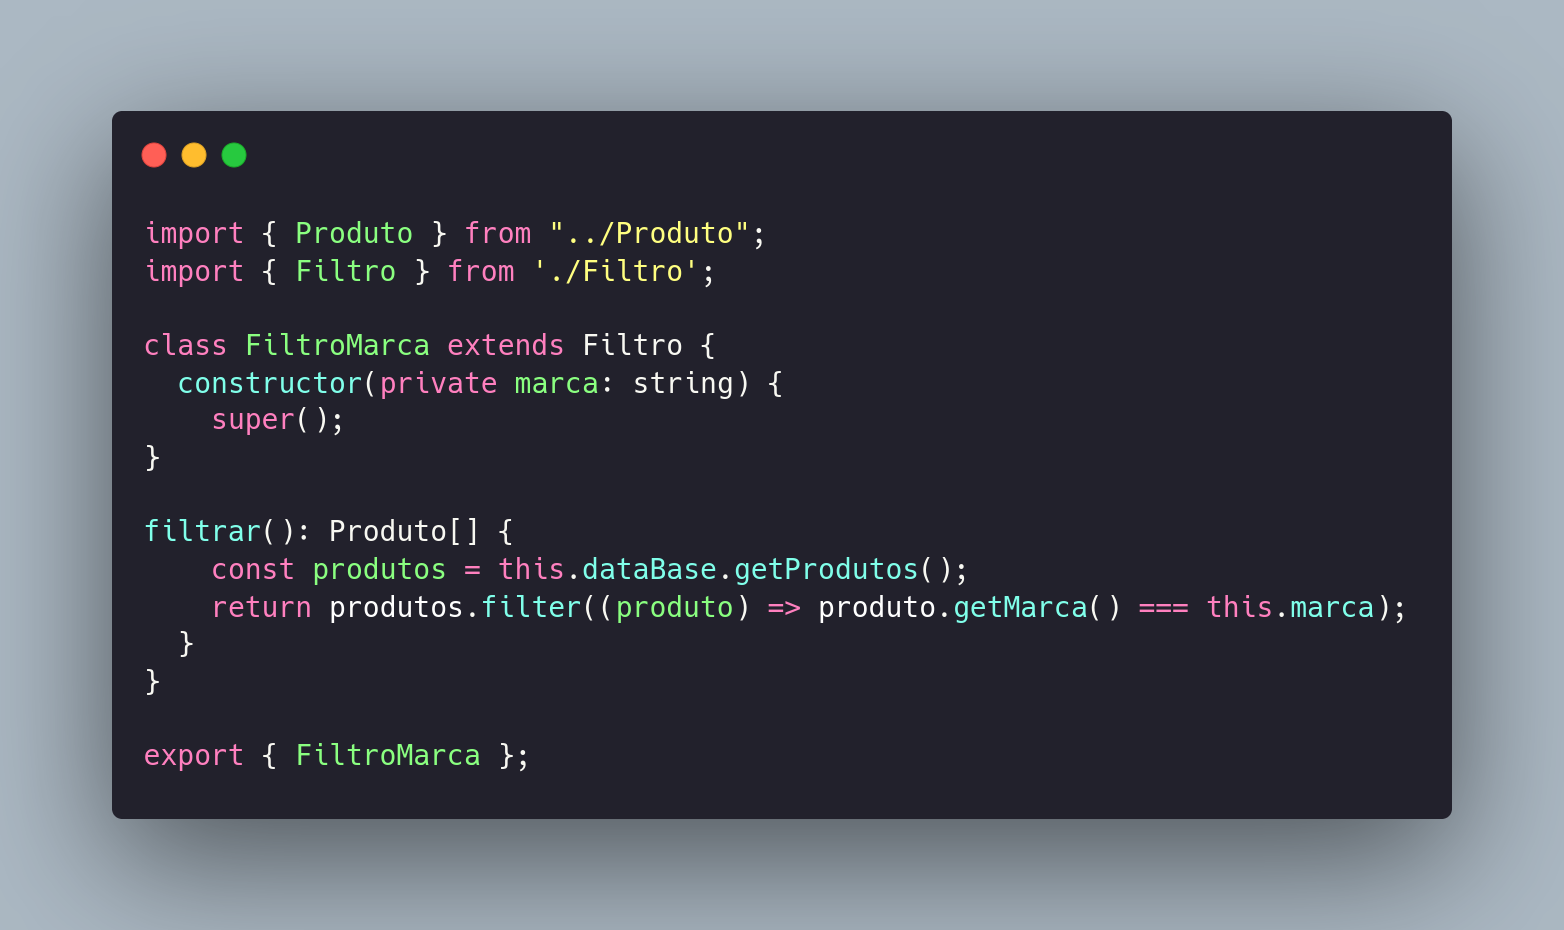 import { Produto } from "../Produto";
import { Filtro } from './Filtro';

class FiltroMarca extends Filtro {
  constructor(private marca: string) {
    super();
}

filtrar(): Produto[] {
    const produtos = this.dataBase.getProdutos();
    return produtos.filter((produto) => produto.getMarca() === this.marca);
  }
}

export { FiltroMarca };